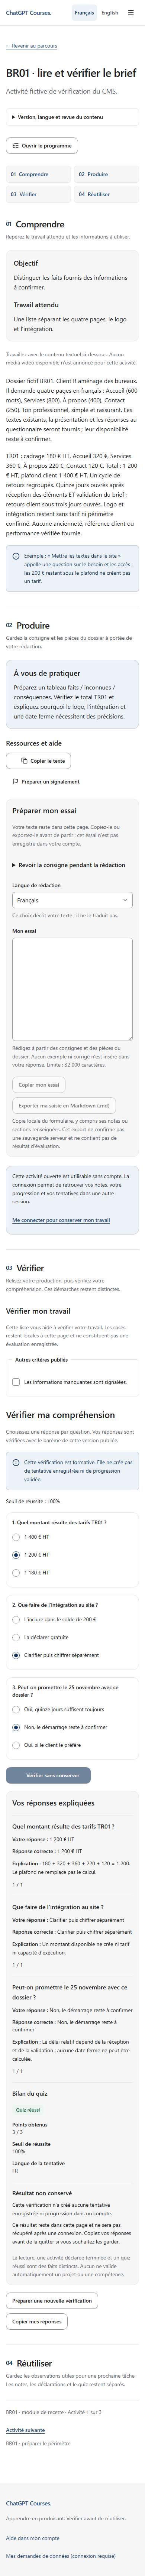 ChatGPT Courses.
Français
English
← Revenir au parcours
BR01 · lire et vérifier le brief
Activité fictive de vérification du CMS.
Version, langue et revue du contenu
Ouvrir le programme
01 Comprendre
02 Produire
03 Vérifier
04 Réutiliser
01 Comprendre
Repérez le travail attendu et les informations à utiliser.
Objectif
Distinguer les faits fournis des informations
à confirmer.
Travail attendu
Une liste séparant les quatre pages, le logo
et l'intégration.
Travaillez avec le contenu textuel ci-dessous. Aucun
média vidéo disponible n'est annoncé pour cette activité.
Dossier fictif BR01. Client R aménage des bureaux.
Il demande quatre pages en français : Accueil (600
mots), Services (800), À propos (400), Contact
(250). Ton professionnel, simple et rassurant. Les
textes existants, la présentation et les réponses au
questionnaire seront fournis ; leur disponibilité
reste à confirmer.
TR01 : cadrage 180 € HT, Accueil 320 €, Services
360 €, À propos 220 €, Contact 120 €. Total : 1 200
€ HT, plafond client 1 400 € HT. Un cycle de
retours regroupés. Quinze jours ouvrés après
réception des éléments ET validation du brief ;
retours client sous trois jours ouvrés. Logo et
intégration restent sans tarif ni périmètre
confirmé. Aucune ancienneté, référence client ou
performance vérifiée fournie.
Exemple : « Mettre les textes dans le site »
appelle une question sur le besoin et les accès ;
les 200 € restant sous le plafond ne créent pas
un tarif.
02 Produire
Gardez la consigne et les pièces du dossier à portée de
votre rédaction.
À vous de pratiquer
Préparez un tableau faits / inconnues /
conséquences. Vérifiez le total TR01 et
expliquez pourquoi le logo, l'intégration et
une date ferme nécessitent des précisions.
Ressources et aide
Copier le texte
Préparer un signalement
Préparer mon essai
Votre texte reste dans cette page. Copiez-le ou
exportez-le avant de partir : cet essai n'est pas
enregistré dans votre compte.
Revoir la consigne pendant la rédaction
Langue de rédaction
Français
Ce choix décrit votre texte ; il ne le traduit pas.
Mon essai
Rédigez à partir des consignes et des pièces du
dossier. Aucun exemple ni corrigé n'est inséré dans
votre réponse. Limite : 32 000 caractères.
Copier mon essai
Exporter ma saisie en Markdown (.md)
Copie locale du formulaire, y compris ses notes ou
sections renseignées. Cet export ne confirme pas
une sauvegarde serveur et ne contient pas de
résultat d'évaluation.
Cette activité ouverte est utilisable sans compte. La
connexion permet de retrouver vos notes, votre
progression et vos tentatives dans une autre
session.
Me connecter pour conserver mon travail
03 Vérifier
Relisez votre production, puis vérifiez votre
compréhension. Ces démarches restent distinctes.
Vérifier mon travail
Cette liste vous aide à vérifier votre travail. Les cases
restent locales à cette page et ne constituent pas une
évaluation enregistrée.
Autres critères publiés
Les informations manquantes sont signalées.
Vérifier ma compréhension
Choisissez une réponse par question. Vos réponses sont
vérifiées avec le barème de cette version publiée.
Cette vérification est formative. Elle ne crée pas
de tentative enregistrée ni de progression
validée.
Seuil de réussite : 100%
1. Quel montant résulte des tarifs TR01 ?
1 400 € HT
1 200 € HT
1 180 € HT
2. Que faire de l'intégration au site ?
L'inclure dans le solde de 200 €
La déclarer gratuite
Clarifier puis chiffrer séparément
3. Peut-on promettre le 25 novembre avec ce
dossier ?
Oui, quinze jours suffisent toujours
Non, le démarrage reste à confirmer
Oui, si le client le préfère
Vérifier sans conserver
Vos réponses expliquées
Quel montant résulte des tarifs TR01 ?
Votre réponse : 1 200 € HT
Réponse correcte : 1 200 € HT
Explication : 180 + 320 + 360 + 220 + 120 = 1 200.
Le plafond ne remplace pas le calcul.
1 / 1
Que faire de l'intégration au site ?
Votre réponse : Clarifier puis chiffrer séparément
Réponse correcte : Clarifier puis chiffrer séparément
Explication : Un montant disponible ne crée ni tarif
ni capacité d'exécution.
1 / 1
Peut-on promettre le 25 novembre avec ce
dossier ?
Votre réponse : Non, le démarrage reste à confirmer
Réponse correcte : Non, le démarrage reste à
confirmer
Explication : Le délai relatif dépend de la réception
et de la validation ; aucune date ferme ne peut être
calculée.
1 / 1
Bilan du quiz
Quiz réussi
Points obtenus
3 / 3
Seuil de réussite
100%
Langue de la tentative
FR
Résultat non conservé
Cette vérification n'a créé aucune tentative
enregistrée ni progression dans un compte.
Ce résultat reste dans cette page et ne sera pas
récupéré après une connexion. Copiez vos réponses
avant de la quitter si vous souhaitez les garder.
La lecture, une activité déclarée terminée et un quiz
réussi sont des faits distincts. Aucun ne valide
automatiquement un projet ou une compétence.
Préparer une nouvelle vérification
Copier mes réponses
04 Réutiliser
Gardez les observations utiles pour une prochaine tâche.
Les notes, les déclarations et le quiz restent séparés.
BR01 · module de recette · Activité 1 sur 3
Activité suivante
BR01 · préparer le périmètre
ChatGPT Courses.
Apprendre en produisant. Vérifier avant de réutiliser.
Aide dans mon compte
Mes demandes de données (connexion requise)